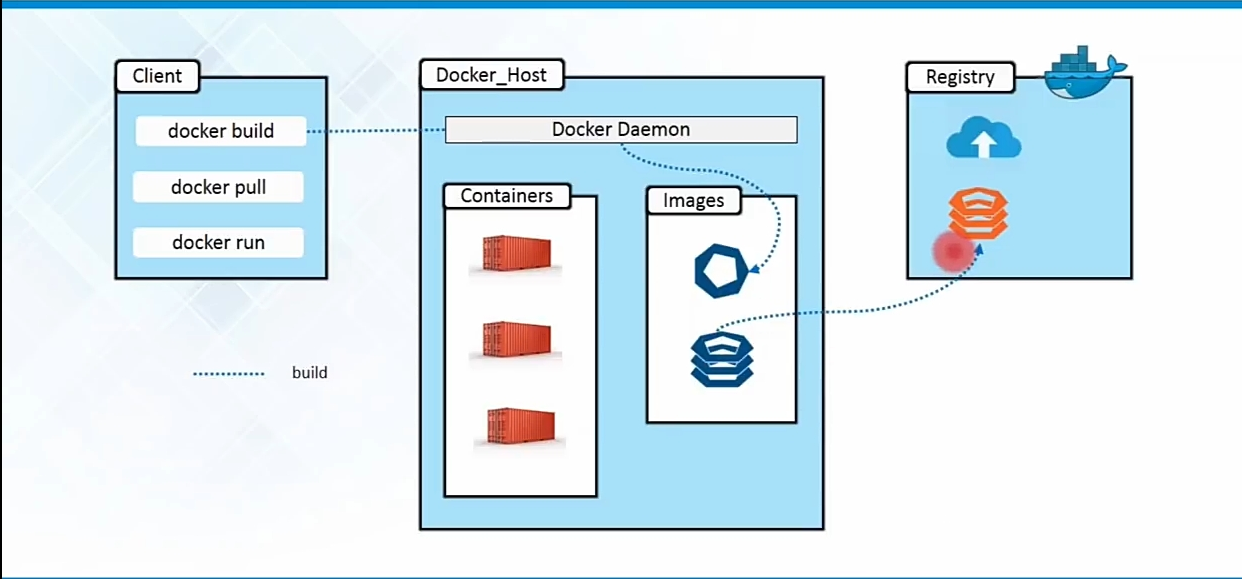 Client
docker build
docker pull
docker run
build
Docker_Host
Docker Daemon
Containers
Images
Registry